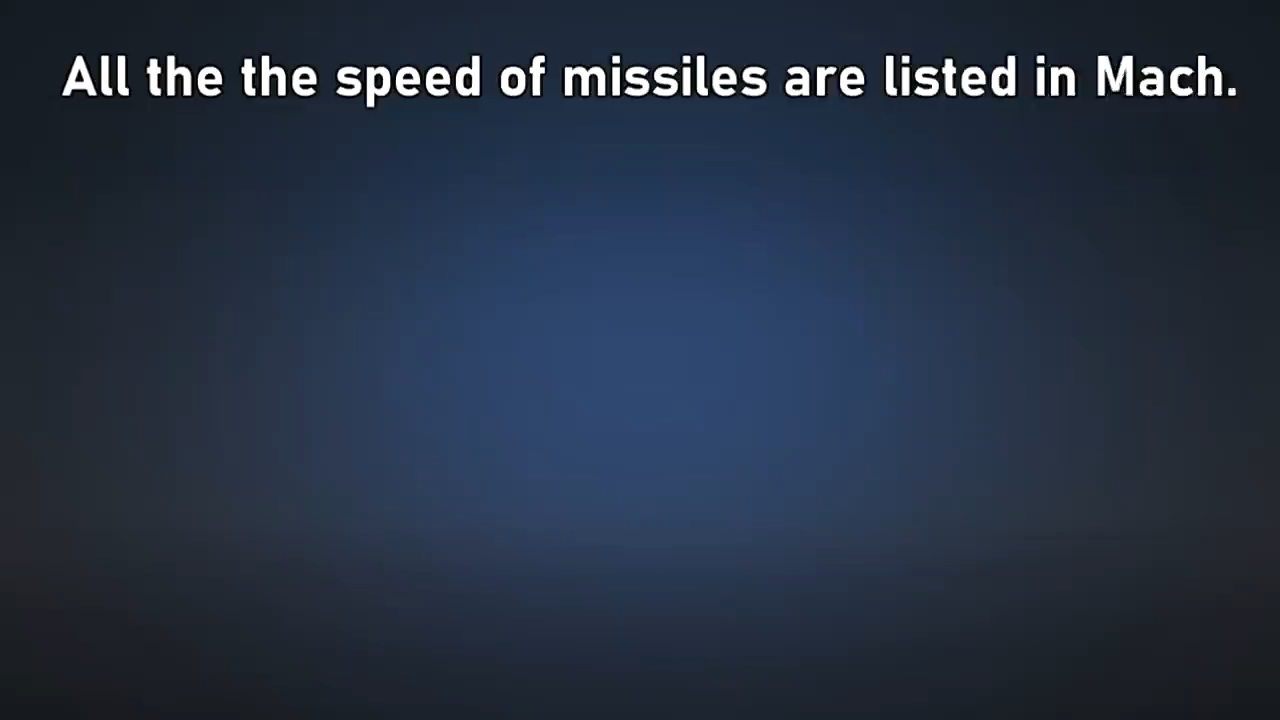 All the the speed of missiles are listed in Mach.